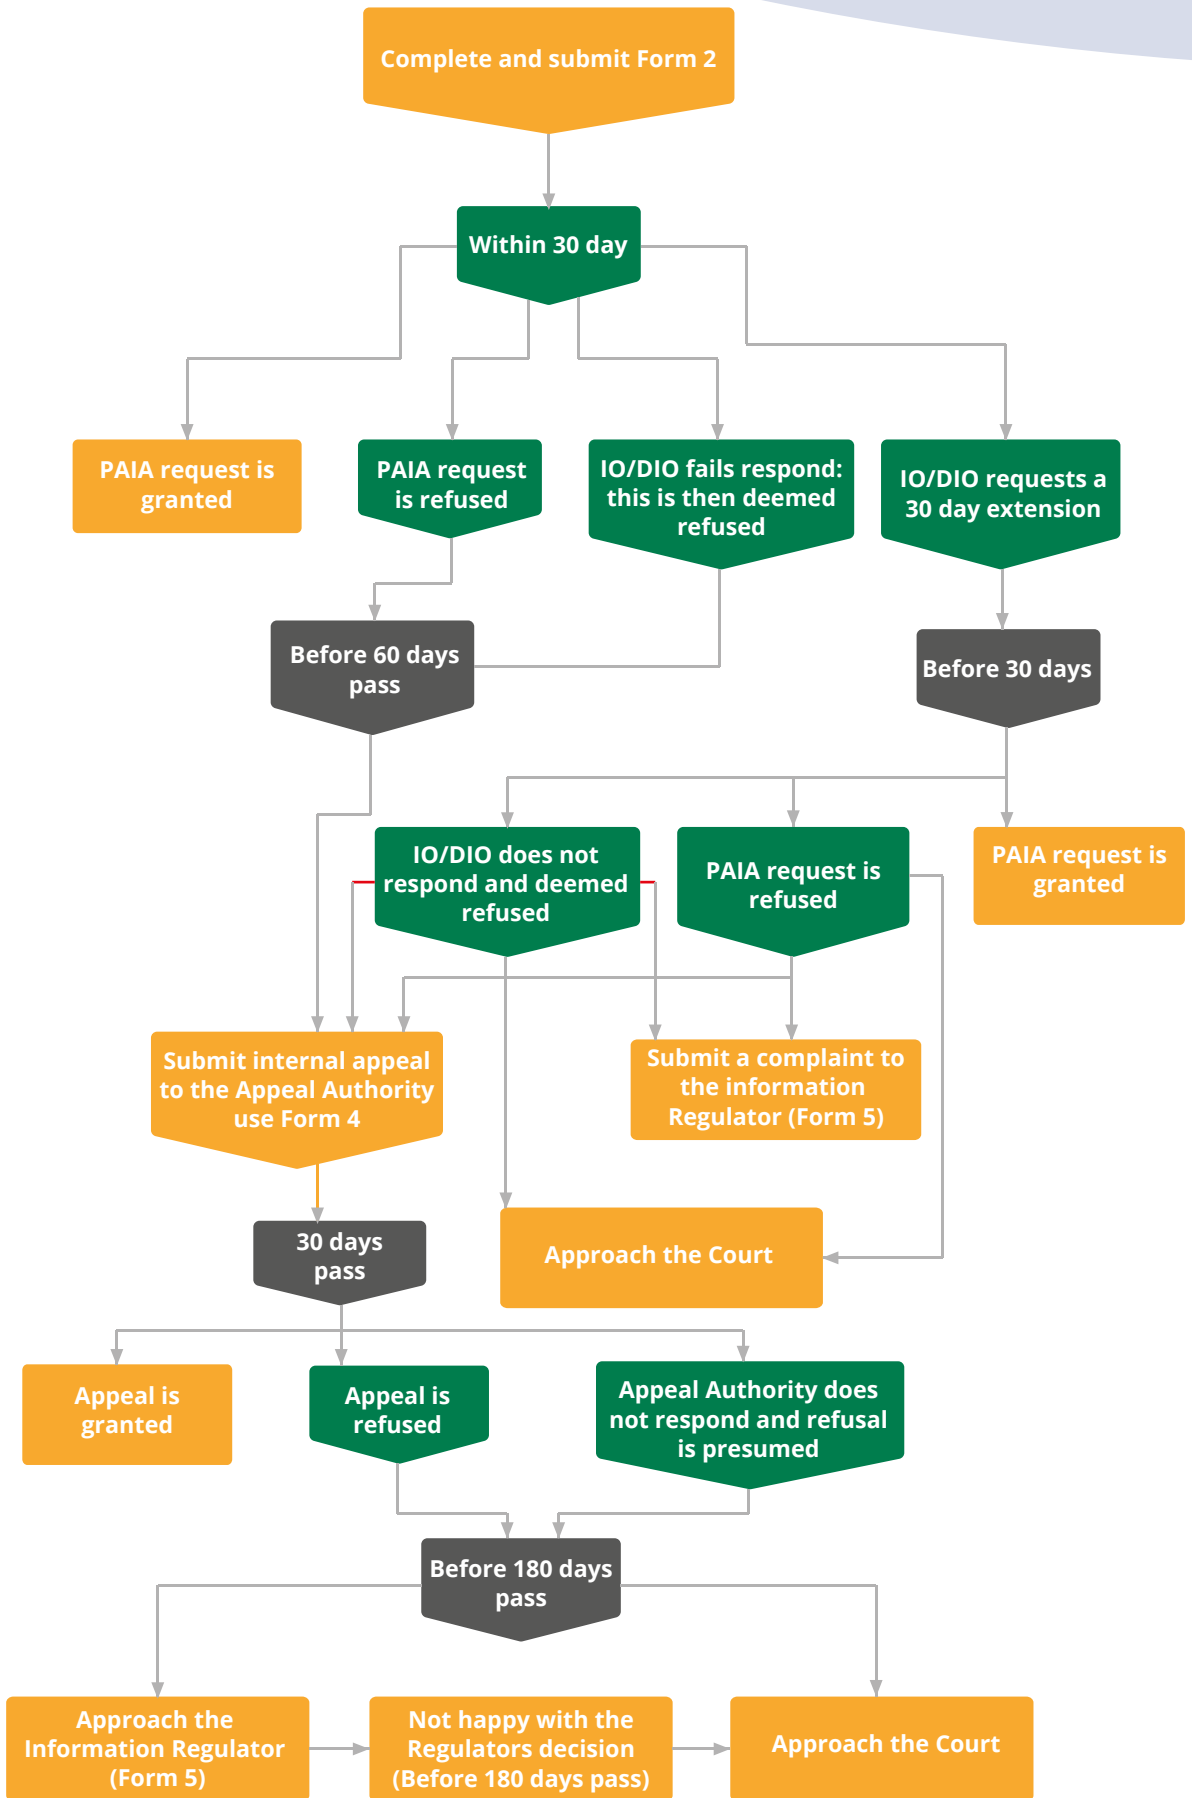 Complete and submit Form 2
Within 30 day
PAIA request is
granted
PAIA request
is refused
IO/DIO fails respond:
this is then deemed
refused
IO/DIO requests a
30 day extension
Before 60 days
pass
Before 30 days
IO/DIO does not
respond and deemed
refused
PAIA request is
refused
PAIA request is
granted
Submit internal appeal
to the Appeal Authority
use Form 4
Submit a complaint to
the information
Regulator (Form 5)
30 days
pass
Approach the Court
Appeal is
granted
Appeal is
refused
Appeal Authority does
not respond and refusal
is presumed
Before 180 days
pass
Approach the
Information Regulator
(Form 5)
Not happy with the
Regulators decision
(Before 180 days pass)
Approach the Court